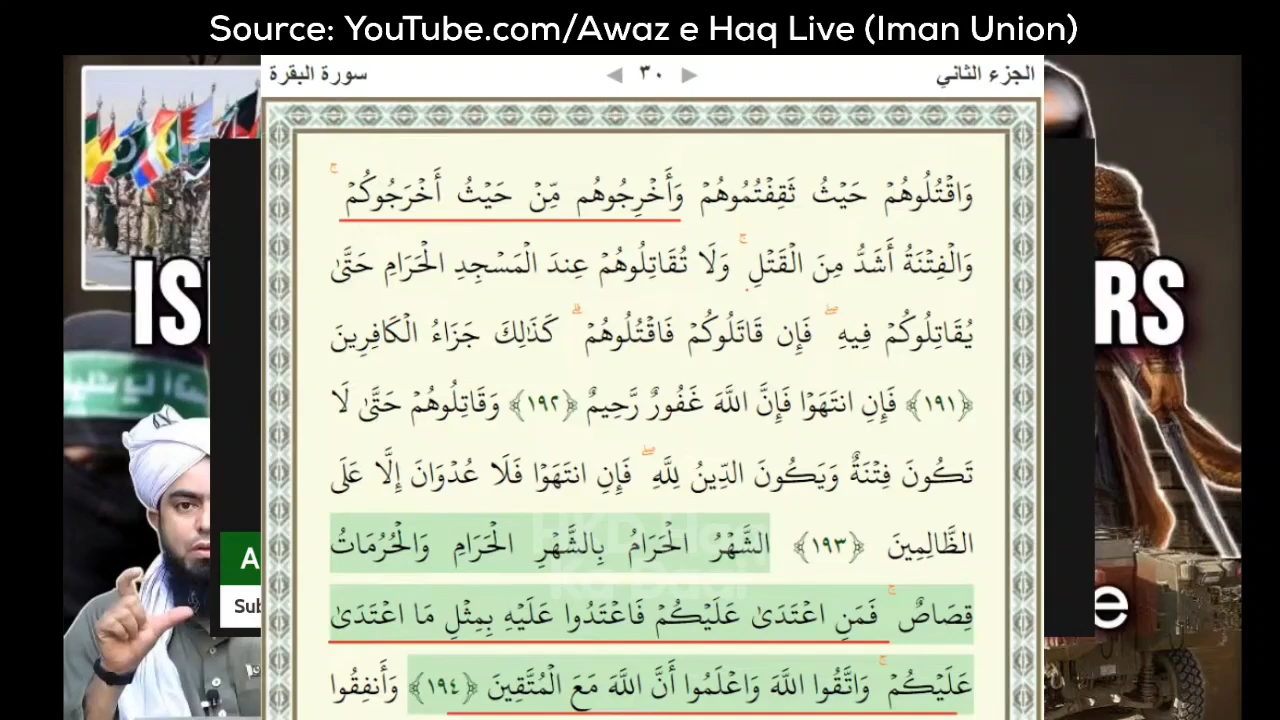 Source: YouTube.com/Awaz e Haq Live (Iman Union)
الجزء الثاني ٣٠ سورة البقرة
وَاقْتُلُوهُمْ حَيْثُ ثَقِفْتُمُوهُمْ وَأَخْرِجُوهُم مِّنْ حَيْثُ أَخْرَجُوكُمْ ۚ
وَالْفِتْنَةُ أَشَدُّ مِنَ الْقَتْلِ ۚ وَلَا تُقَاتِلُوهُمْ عِندَ الْمَسْجِدِ الْحَرَامِ حَتَّىٰ
يُقَاتِلُوكُمْ فِيهِ ۖ فَإِن قَاتَلُوكُمْ فَاقْتُلُوهُمْ ۗ كَذَٰلِكَ جَزَاءُ الْكَافِرِينَ
﴿١٩١﴾ فَإِنِ انتَهَوْا فَإِنَّ اللَّهَ غَفُورٌ رَّحِيمٌ ﴿١٩٢﴾ وَقَاتِلُوهُمْ حَتَّىٰ لَا
تَكُونَ فِتْنَةٌ وَيَكُونَ الدِّينُ لِلَّهِ ۖ فَإِنِ انتَهَوْا فَلَا عُدْوَانَ إِلَّا عَلَى
الظَّالِمِينَ ﴿١٩٣﴾ الشَّهْرُ الْحَرَامُ بِالشَّهْرِ الْحَرَامِ وَالْحُرُمَاتُ
قِصَاصٌ ۚ فَمَنِ اعْتَدَىٰ عَلَيْكُمْ فَاعْتَدُوا عَلَيْهِ بِمِثْلِ مَا اعْتَدَىٰ
عَلَيْكُمْ ۚ وَاتَّقُوا اللَّهَ وَاعْلَمُوا أَنَّ اللَّهَ مَعَ الْمُتَّقِينَ ﴿١٩٤﴾ وَأَنفِقُوا
IS
RS
A
Sub
e